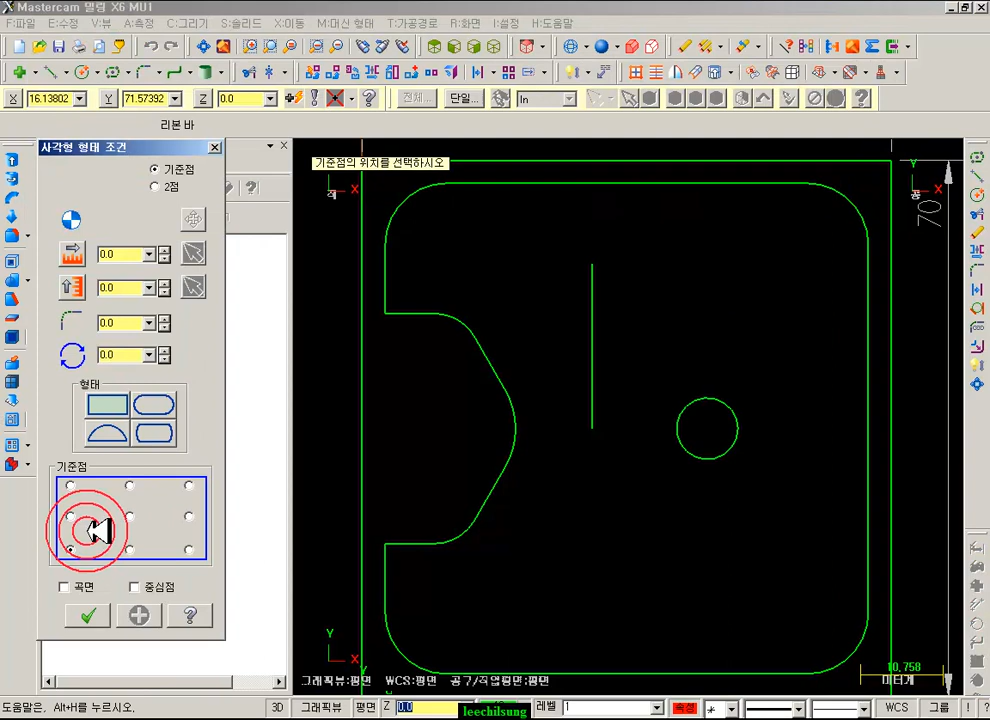 Mastercam 밀링 X6 MU1
F:파일 E:수정 V:뷰 A:측정 C:그리기 S:솔리드 X:이동 M:머신 형태 T:가공경로 R:화면 I:설정 H:도움말
X 16.13802 Y 71.57392 Z 0.0 ? 전체... 단일... In ?
리본 바
사각형 형태 조건
기준점
2점
0.0
0.0
0.0
0.0
형태
기준점
곡면 중심점
?
기준점의 위치를 선택하시오
X
Y
X
70
Y
X
Y
그래픽뷰:평면 WCS:평면 공구/작업평면:평면
10.758
미터계
도움말은, Alt+H를 누르시오. 3D 그래픽뷰 평면 Z 0.0 레벨 1 속성 WCS 그룹 ! ?
leechilsung